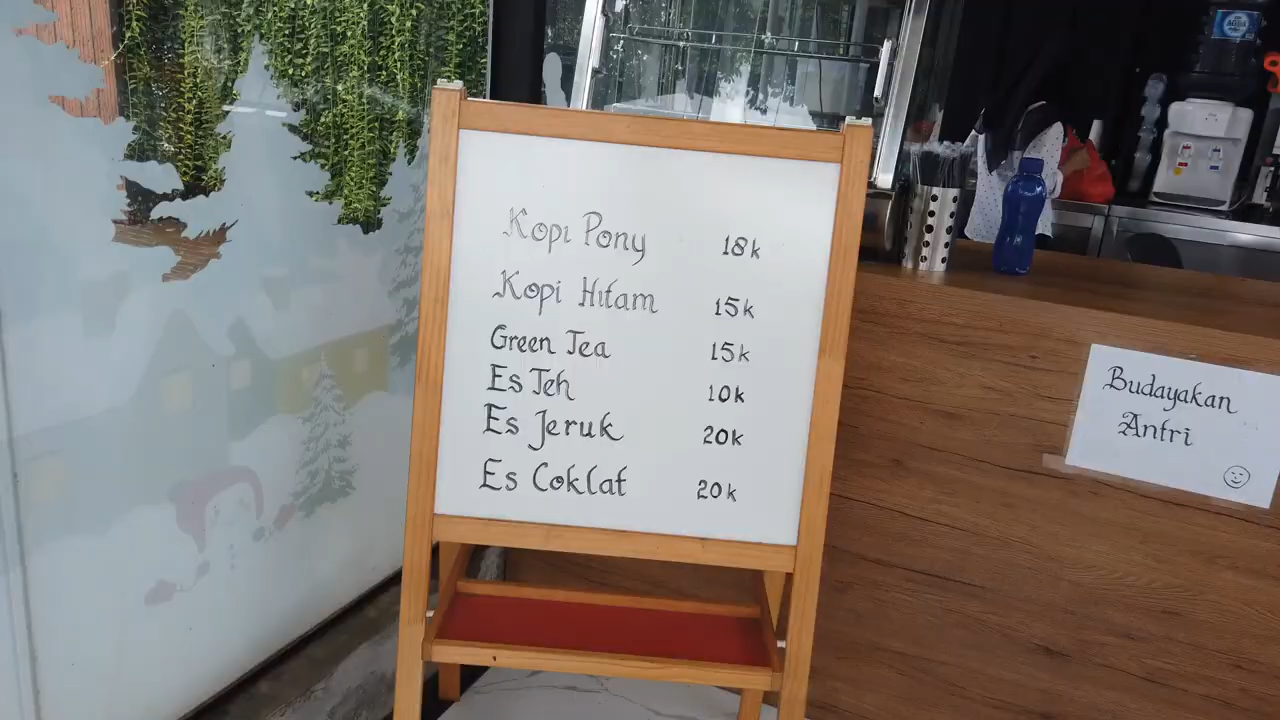 Kopi Pony 18k
Kopi Hitam 15k
Green Tea 15k
Es Teh 10k
Es Jeruk 20k
Es Coklat 20k
Budayakan
Antri
AQUA